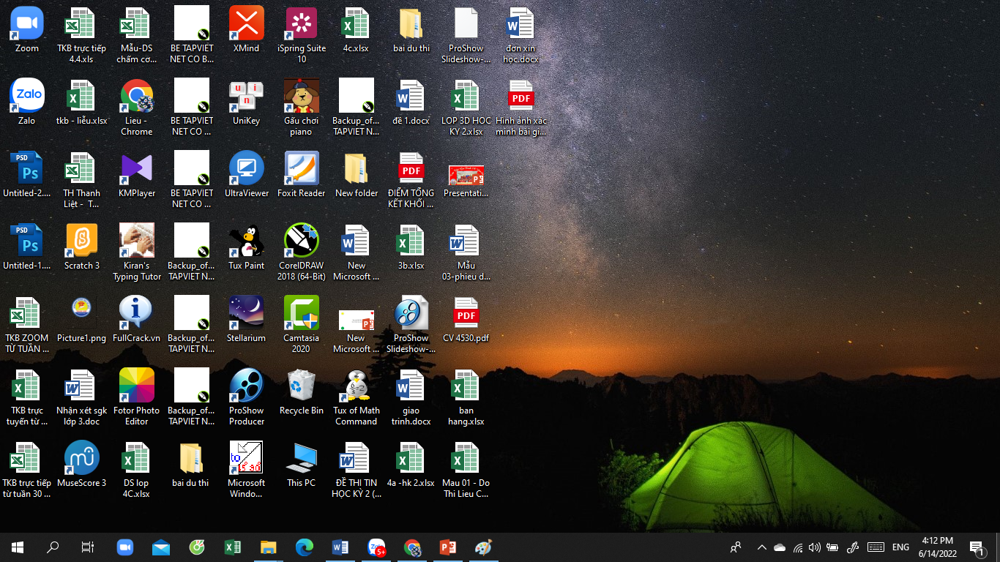 Zoom
TKB trực tiếp
4.4.xls
Mẫu-DS
chấm cơ...
BE TAPVIET
NET CO B...
XMind
iSpring Suite
10
4c.xlsx
bai du thi
ProShow
Slideshow-...
đơn xin
học.docx
Zalo
Zalo
tkb - liễu.xlsx
Lieu -
Chrome
BE TAPVIET
NET CO ...
u i n
UniKey
Gấu chơi
piano
Backup_of...
TAPVIET N...
đề 1.docx
LOP 3D HOC
KY 2.xlsx
PDF
Hình ảnh xác
minh bài gi...
PSD
Ps
Untitled-2....
TH Thanh
Liệt - T...
KMPlayer
BE TAPVIET
NET CO ...
UltraViewer
Foxit Reader
New folder
PDF
ĐIỂM TỔNG
KẾT KHỐI ...
Presentati...
PSD
Ps
Untitled-1....
Scratch 3
Kiran's
Typing Tutor
Backup_of...
TAPVIET N...
Tux Paint
CorelDRAW
2018 (64-Bit)
New
Microsoft ...
3b.xlsx
Mẫu
03-phieu d...
TKB ZOOM
TỪ TUẦN ...
Picture1.png
FullCrack.vn
Backup_of...
TAPVIET N...
Stellarium
Camtasia
2020
New
Microsoft ...
ProShow
Slideshow-...
PDF
CV 4530.pdf
TKB trực
tuyến từ ...
Nhận xét sgk
lớp 3.doc
Fotor Photo
Editor
Backup_of...
TAPVIET N...
ProShow
Producer
Recycle Bin
Tux of Math
Command
giao
trinh.docx
ban
hang.xlsx
TKB trực tiếp
từ tuần 30 ...
MuseScore 3
DS lop
4C.xlsx
bai du thi
Microsoft
Windo...
This PC
ĐỀ THI TIN
HỌC KỲ 2 (...
4a -hk 2.xlsx
Mau 01 - Do
Thi Lieu C...
5+
ENG
4:12 PM
6/14/2022
1